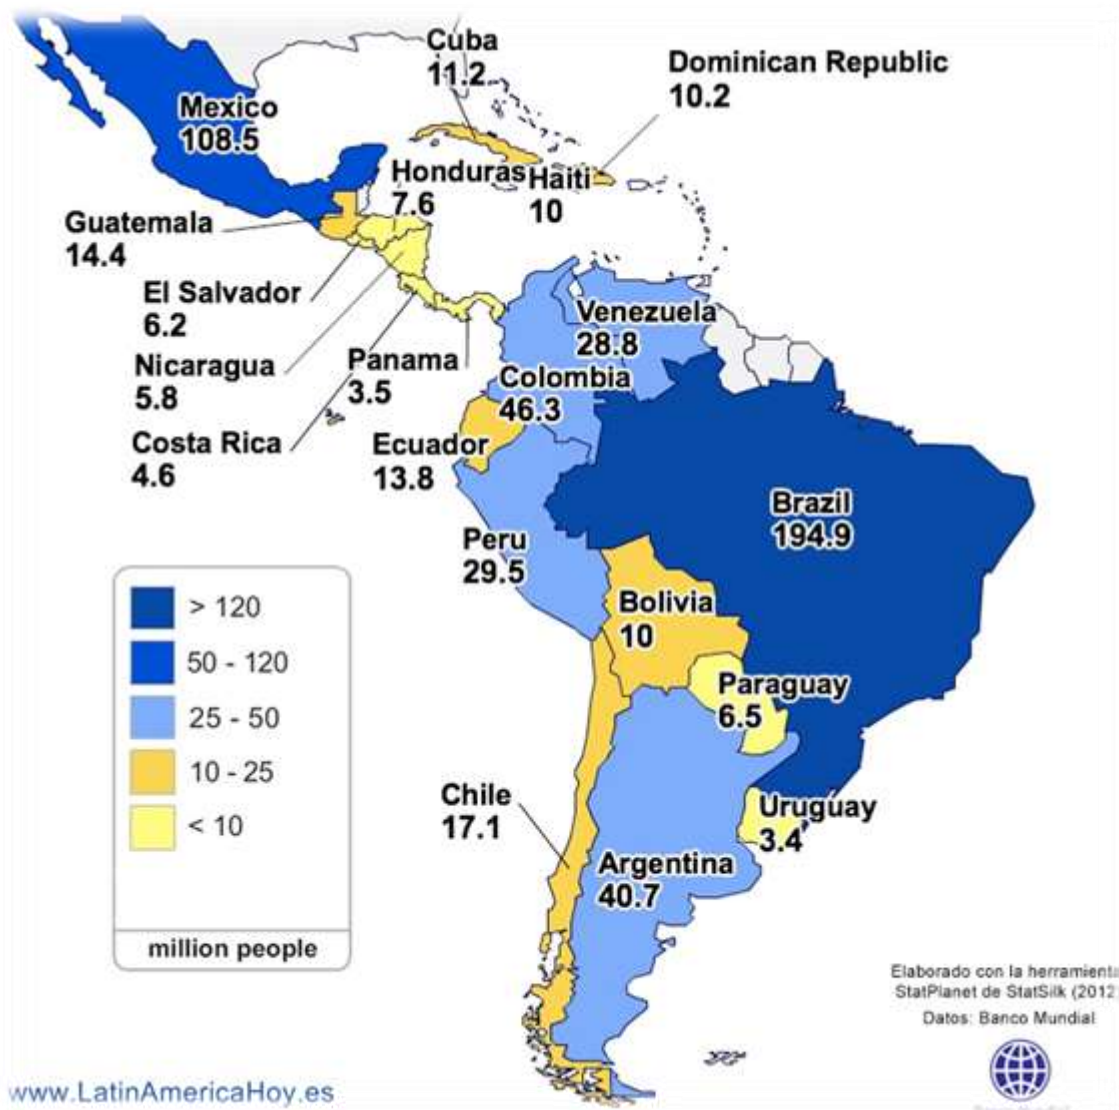 Cuba
11.2
Dominican Republic
10.2
Mexico
108.5
Honduras
7.6
Haiti
10
Guatemala
14.4
El Salvador
6.2
Venezuela
28.8
Nicaragua
5.8
Panama
3.5
Colombia
46.3
Costa Rica
4.6
Ecuador
13.8
Brazil
194.9
Peru
29.5
Bolivia
10
Paraguay
6.5
Chile
17.1
Uruguay
3.4
Argentina
40.7
> 120
50 - 120
25 - 50
10 - 25
< 10
million people
Elaborado con la herramienta
StatPlanet de StatSilk (2012
Datos: Banco Mundial
www.LatinAmericaHoy.es